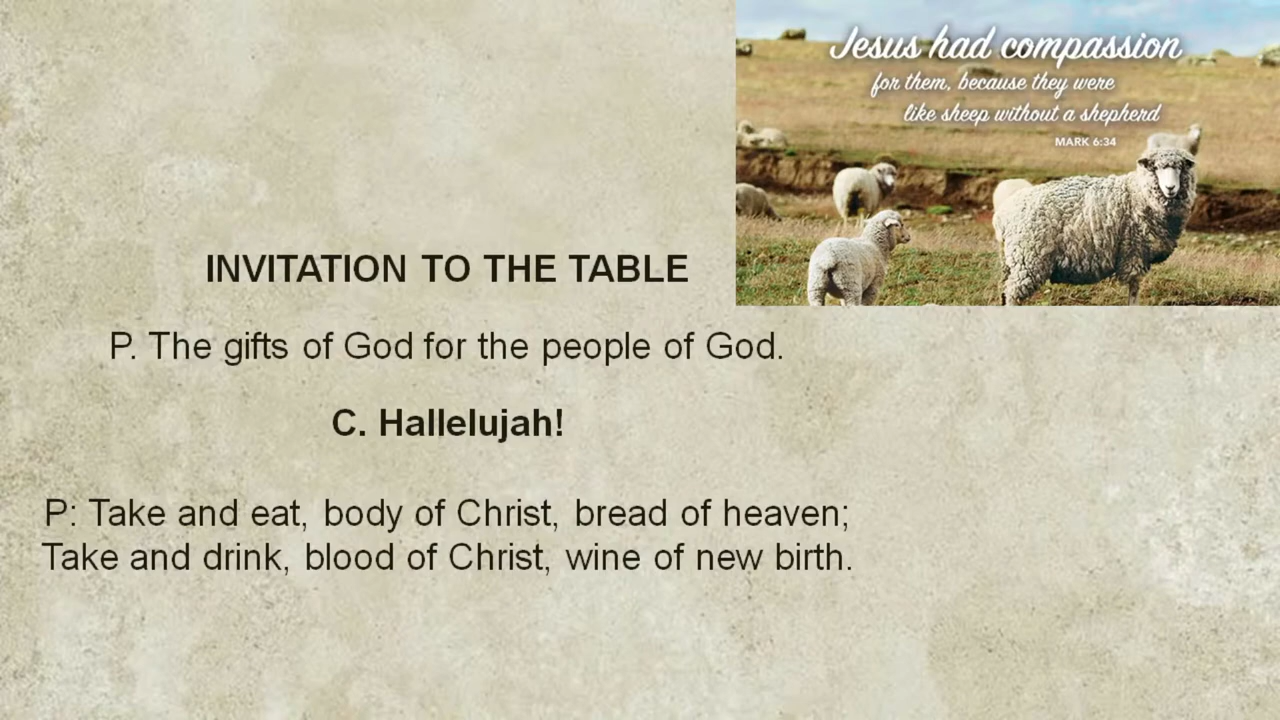 Jesus had compassion
for them, because they were
like sheep without a shepherd
MARK 6:34
INVITATION TO THE TABLE
P. The gifts of God for the people of God.
C. Hallelujah!
P: Take and eat, body of Christ, bread of heaven;
Take and drink, blood of Christ, wine of new birth.